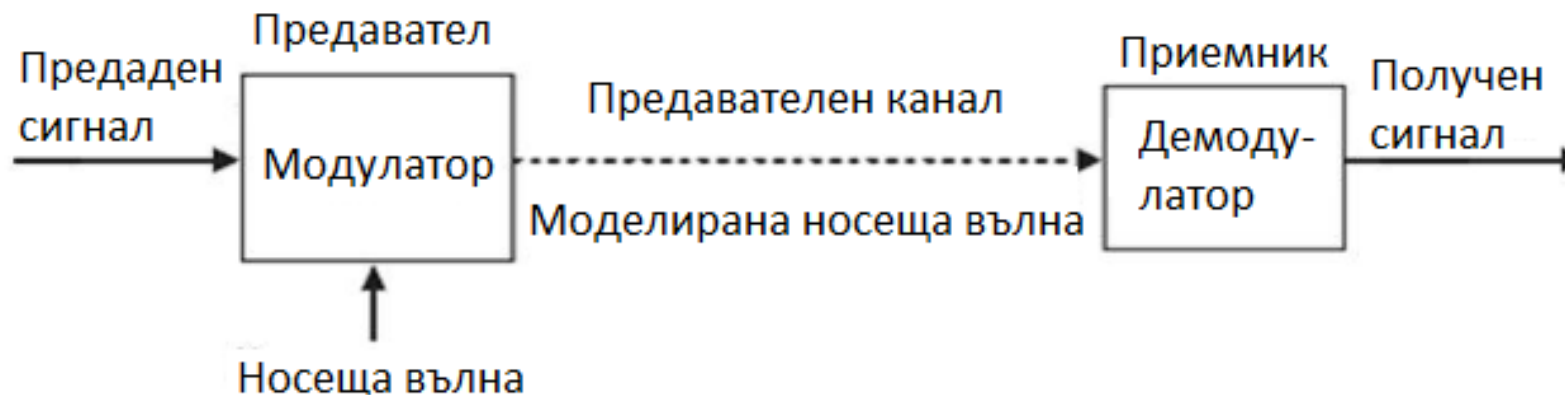 Предавател
Предаден
сигнал
Модулатор
Носеща вълна
Предавателен канал
Моделирана носеща вълна
Приемник
Демоду-
латор
Получен
сигнал